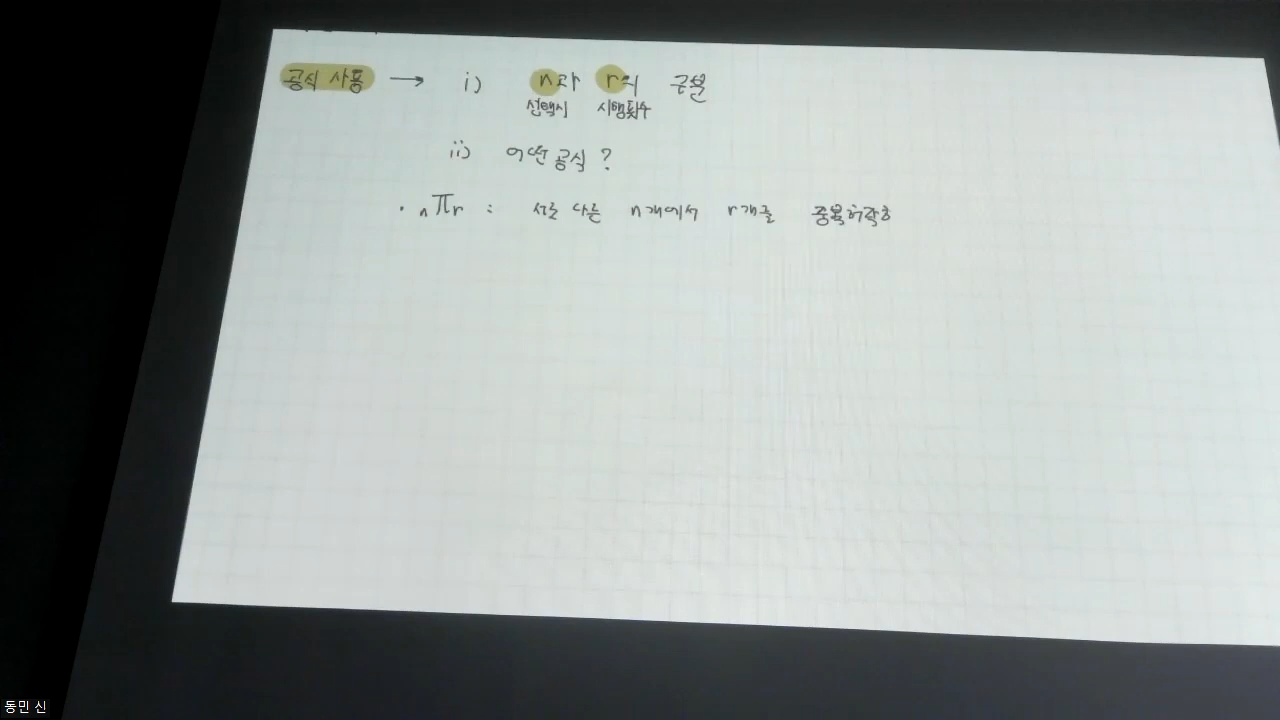 공식 사용 → i) n과 r의 구분
선택지 시행횟수
ii) 어떤 공식 ?
· ₙπᵣ : 서로 다른 n개에서 r개를 중복허락ㅎ
동민 신